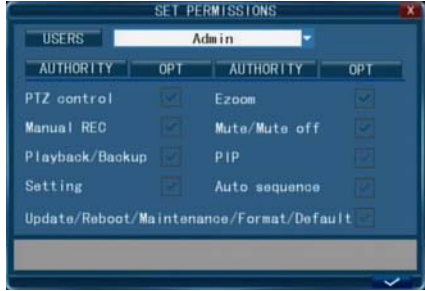 SET PERMISSIONS X
USERS Admin
AUTHORITY OPT AUTHORITY OPT
PTZ control Ezoom
Manual REC Mute/Mute off
Playback/Backup PIP
Setting Auto sequence
Update/Reboot/Maintenance/Format/Default